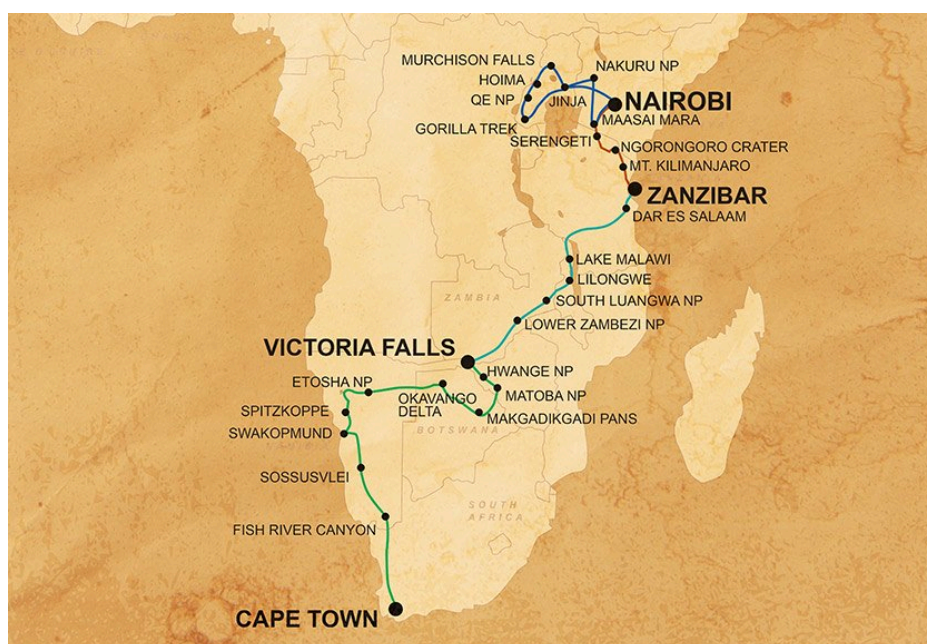 MURCHISON FALLS
NAKURU NP
HOIMA
QE NP
JINJA
NAIROBI
GORILLA TREK
MAASAI MARA
SERENGETI
NGORONGORO CRATER
MT. KILIMANJARO
ZANZIBAR
DAR ES SALAAM
LAKE MALAWI
LILONGWE
ZAMBIA
SOUTH LUANGWA NP
LOWER ZAMBEZI NP
VICTORIA FALLS
HWANGE NP
ETOSHA NP
OKAVANGO
DELTA
MATOBA NP
SPITZKOPPE
MAKGADIKGADI PANS
BOTSWANA
SWAKOPMUND
SOSSUSVLEI
SOUTH
AFRICA
FISH RIVER CANYON
CAPE TOWN